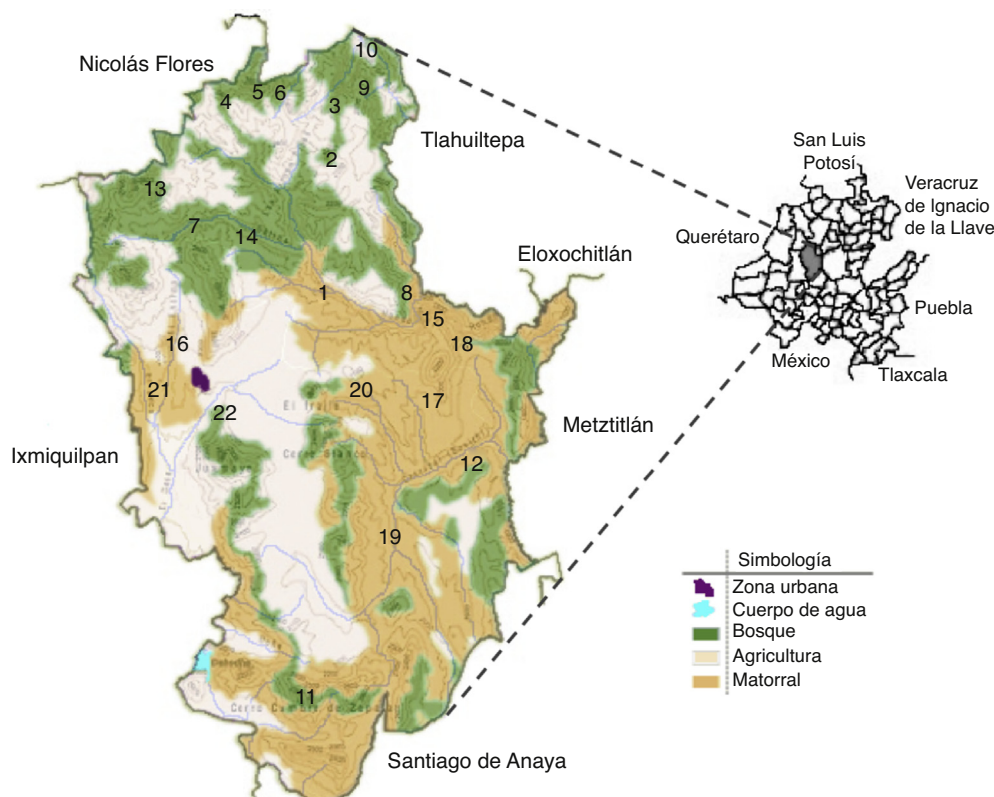 Nicolás Flores
10
5
6
9
4
3
Tlahuiltepa
2
San Luis
Potosí
Veracruz
de Ignacio
de la Llave
13
7
Querétaro
14
Eloxochitlán
1
8
15
Puebla
16
18
México
Tlaxcala
21
20
17
El fraile
22
Metztitlán
Ixmiquilpan
Cerro Blanco
12
19
Simbología
Zona urbana
Cuerpo de agua
Bosque
Agricultura
Matorral
11
Santiago de Anaya